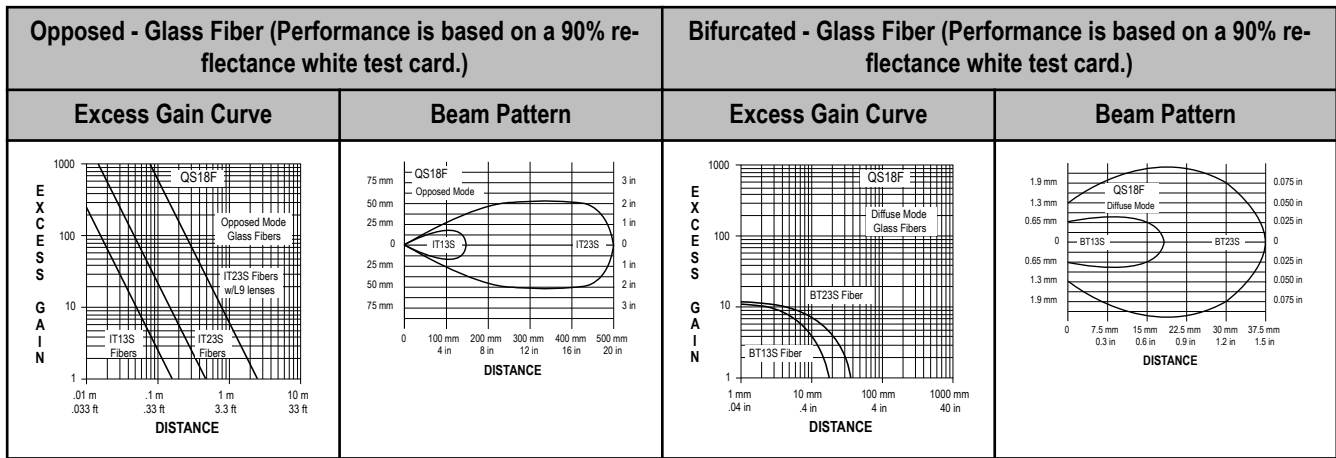 Opposed - Glass Fiber (Performance is based on a 90% re-
flectance white test card.)
Bifurcated - Glass Fiber (Performance is based on a 90% re-
flectance white test card.)
Excess Gain Curve
Beam Pattern
Excess Gain Curve
Beam Pattern
EXCESS GAIN
1000
100
10
1
QS18F
Opposed Mode
Glass Fibers
IT23S Fibers
w/L9 lenses
IT13S
Fibers
IT23S
Fibers
.01 m .1 m 1 m 10 m
.033 ft .33 ft 3.3 ft 33 ft
DISTANCE
QS18F
Opposed Mode
75 mm 3 in
50 mm 2 in
25 mm 1 in
0 IT13S IT23S 0
25 mm 1 in
50 mm 2 in
75 mm 3 in
0 100 mm 200 mm 300 mm 400 mm 500 mm
4 in 8 in 12 in 16 in 20 in
DISTANCE
EXCESS GAIN
1000
100
10
1
QS18F
Diffuse Mode
Glass Fibers
BT23S Fiber
BT13S Fiber
1 mm 10 mm 100 mm 1000 mm
.04 in .4 in 4 in 40 in
DISTANCE
QS18F
Diffuse Mode
1.9 mm 0.075 in
1.3 mm 0.050 in
0.65 mm 0.025 in
0 BT13S BT23S 0
0.65 mm 0.025 in
1.3 mm 0.050 in
1.9 mm 0.075 in
0 7.5 mm 15 mm 22.5 mm 30 mm 37.5 mm
0.3 in 0.6 in 0.9 in 1.2 in 1.5 in
DISTANCE